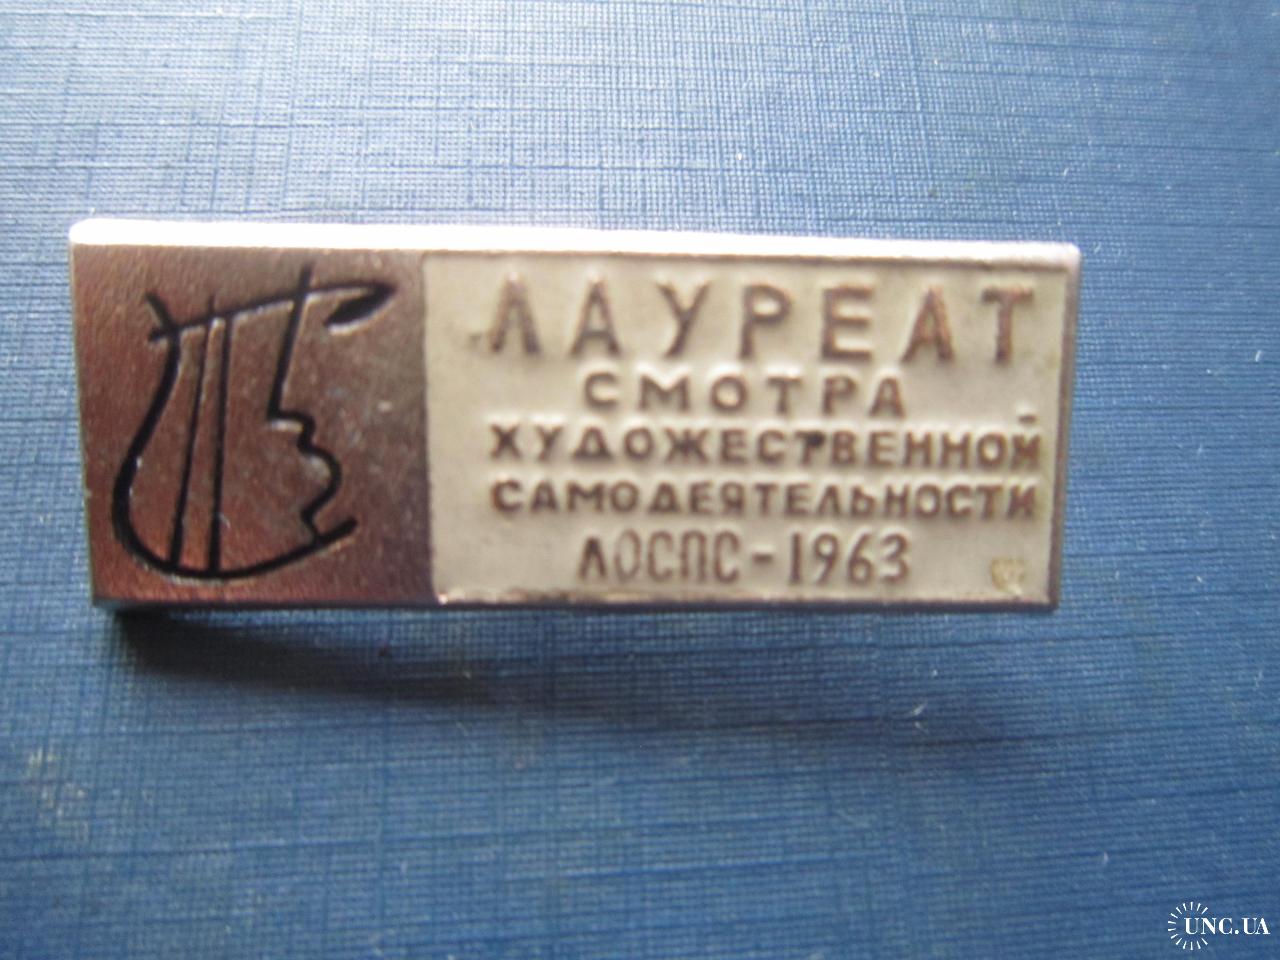 ЛАУРЕАТ
СМОТРА
ХУДОЖЕСТВЕННОЙ
САМОДЕЯТЕЛЬНОСТИ
ЛОСПС-1963
UNC.UA